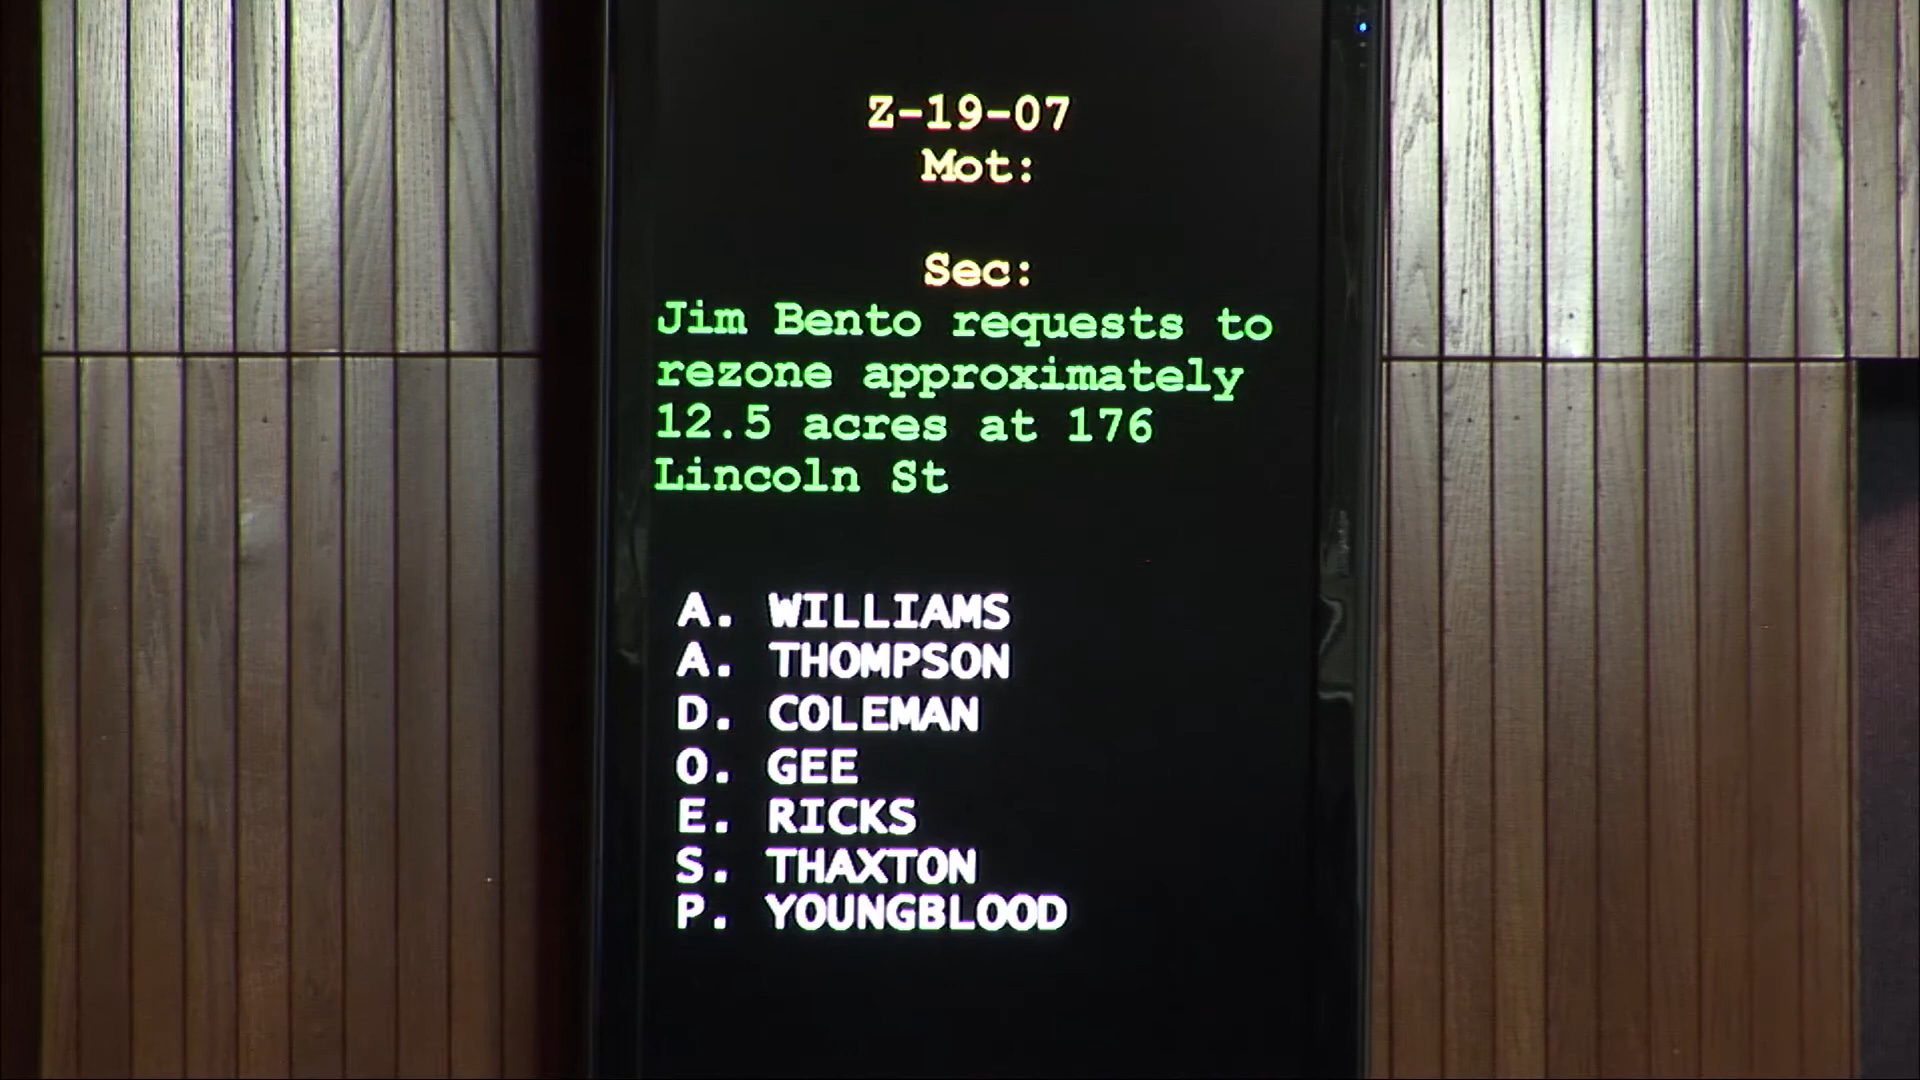 Z-19-07
Mot:
Sec:
Jim Bento requests to
rezone approximately
12.5 acres at 176
Lincoln St
A. WILLIAMS
A. THOMPSON
D. COLEMAN
O. GEE
E. RICKS
S. THAXTON
P. YOUNGBLOOD